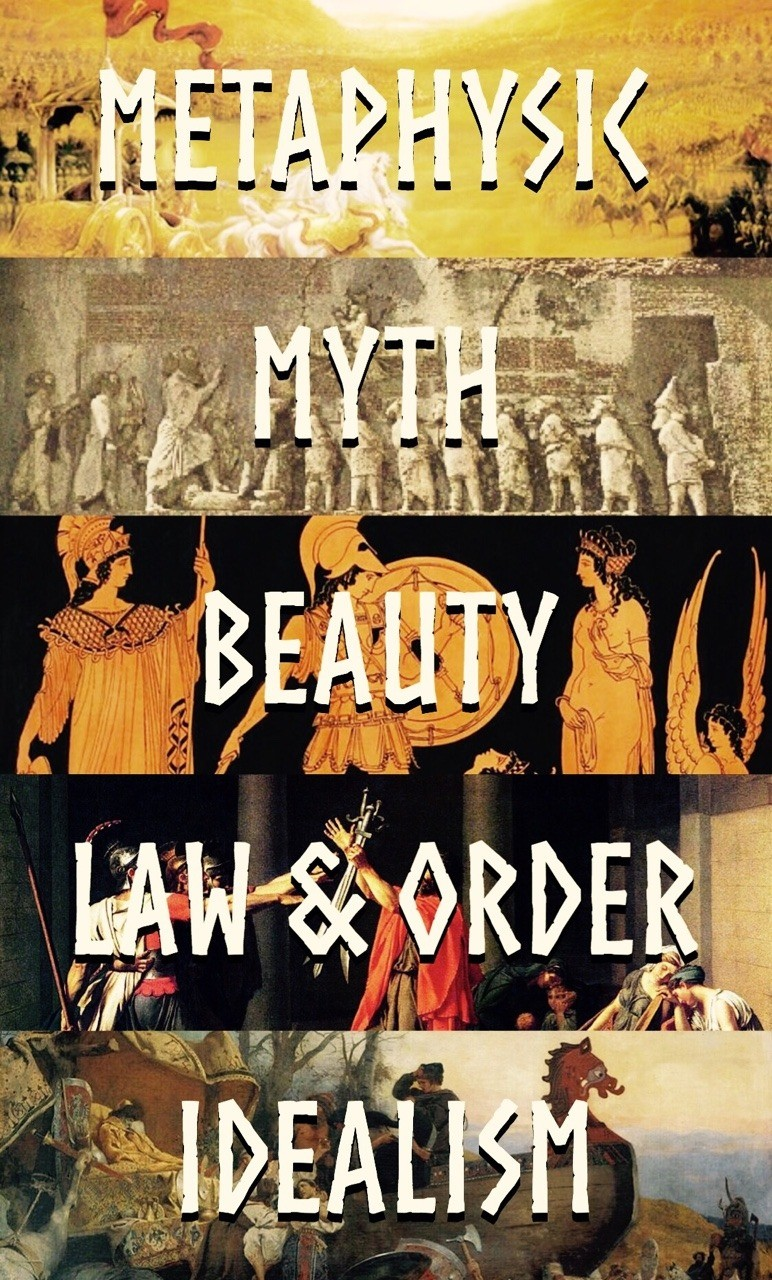 METAPHYSIC
MYTH
BEAUTY
LAW & ORDER
IDEALISM